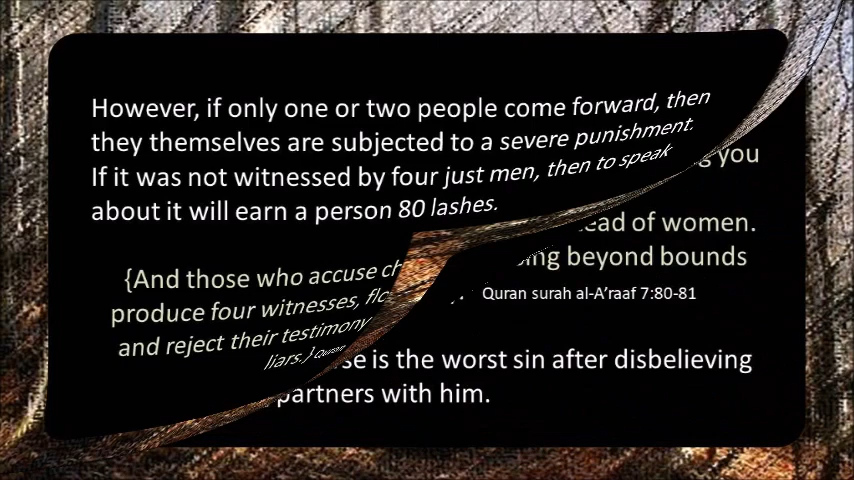 However, if only one or two people come forward, then
they themselves are subjected to a severe punishment.
If it was not witnessed by four just men, then to speak
about it will earn a person 80 lashes.
{And those who accuse
produce four witnesses,
and reject their testimony
liars.} Quran
you
of women.
beyond bounds
Quran surah al-A’raaf 7:80-81
is the worst sin after disbelieving
partners with him.